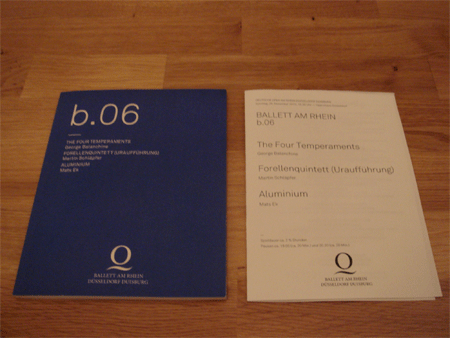 b.06
THE FOUR TEMPERAMENTS
George Balanchine
FORELLENQUINTETT (URAUFFÜHRUNG)
Martin Schläpfer
ALUMINIUM
Mats Ek
BALLETT AM RHEIN
DÜSSELDORF DUISBURG
BALLETT AM RHEIN
b.06
The Four Temperaments
George Balanchine
Forellenquintett (Uraufführung)
Martin Schläpfer
Aluminium
Mats Ek
BALLETT AM RHEIN
DÜSSELDORF DUISBURG